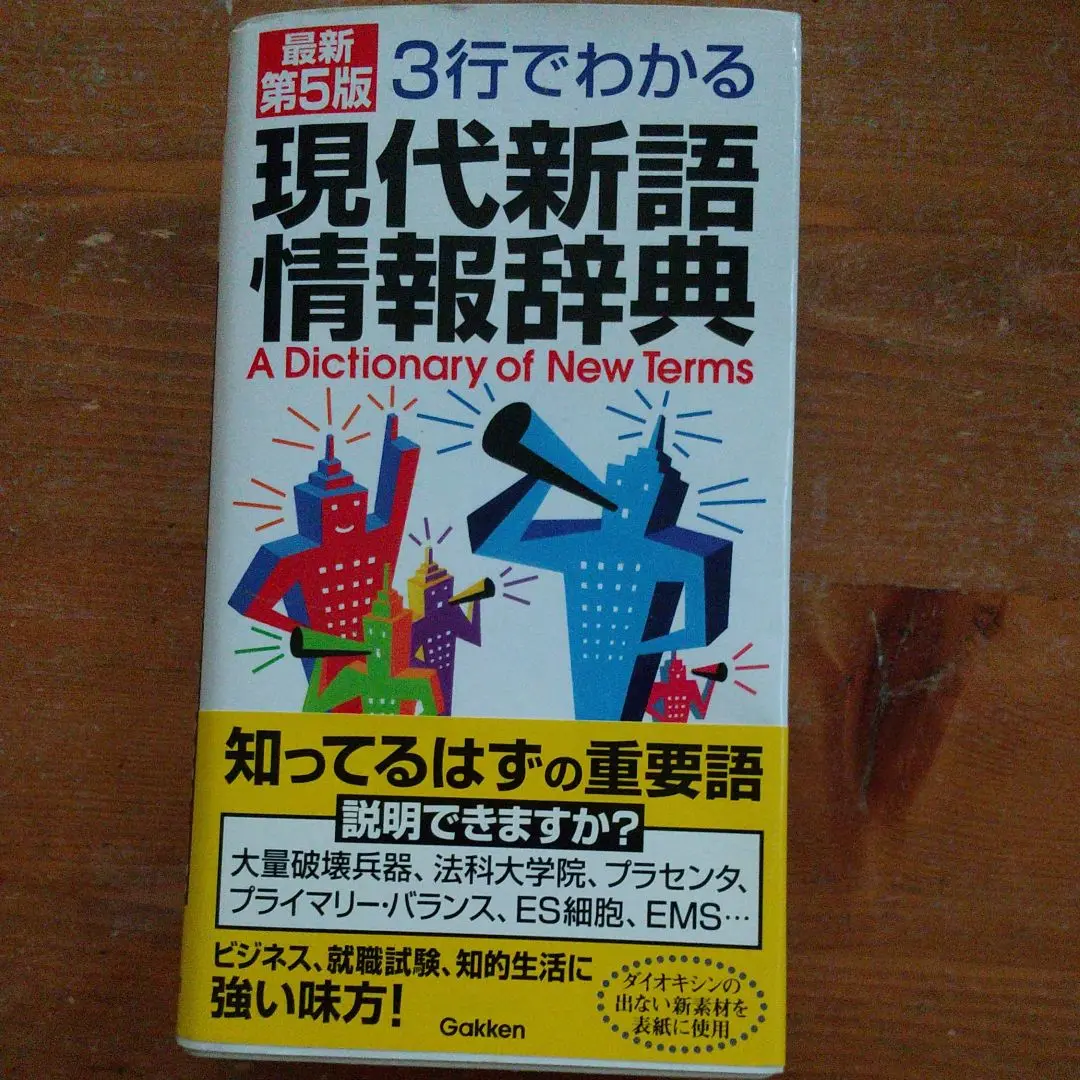 最新
第5版
3行でわかる
現代新語
情報辞典
A Dictionary of New Terms
知ってるはずの重要語
説明できますか?
大量破壊兵器、法科大学院、プラセンタ、
プライマリー・バランス、ES細胞、EMS…
ビジネス、就職試験、知的生活に
強い味方!
Gakken
ダイオキシンの
出ない新素材を
表紙に使用